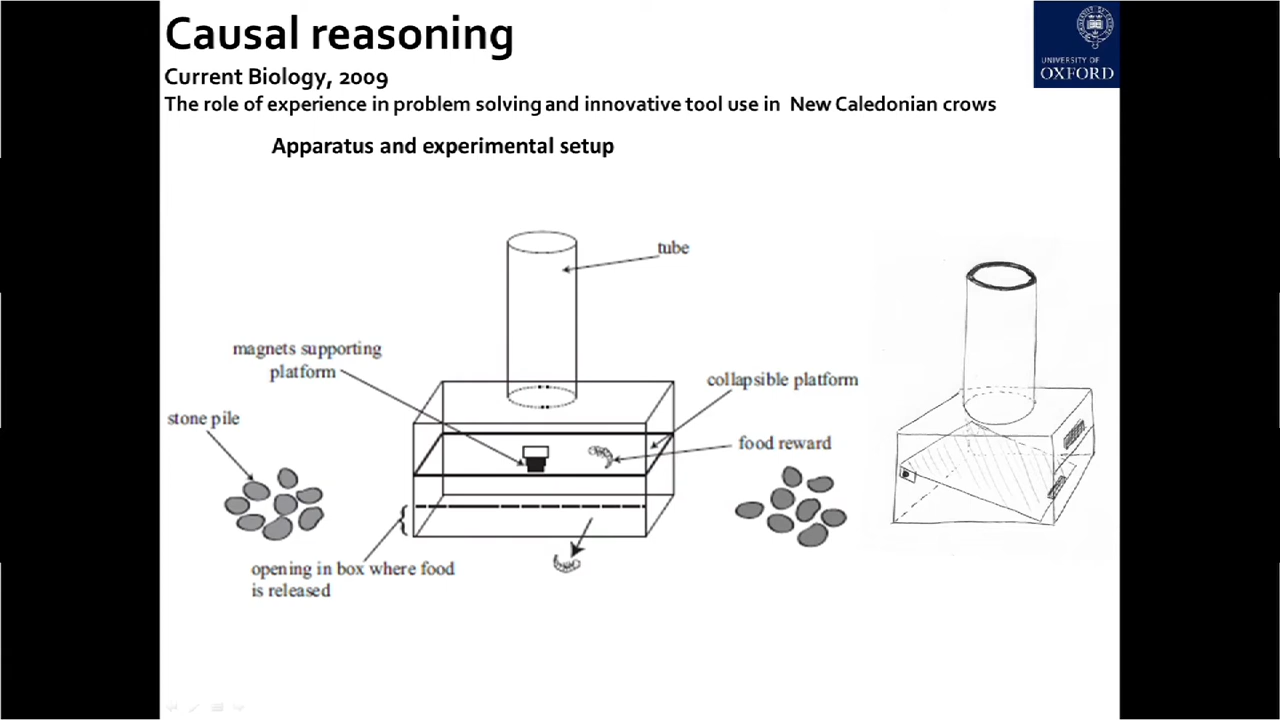 Causal reasoning
UNIVERSITY OF
OXFORD
Current Biology, 2009
The role of experience in problem solving and innovative tool use in New Caledonian crows
Apparatus and experimental setup
tube
magnets supporting
platform
collapsible platform
stone pile
food reward
opening in box where food
is released